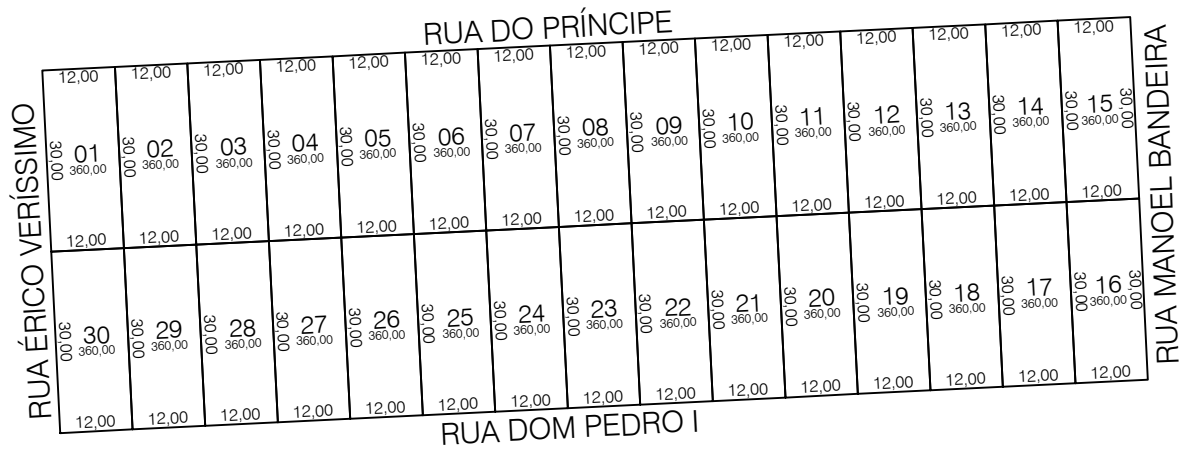 RUA DO PRÍNCIPE
12,00 12,00 12,00 12,00 12,00 12,00 12,00 12,00 12,00 12,00 12,00 12,00 12,00 12,00 12,00
30,00 01 30,00 02 30,00 03 30,00 04 30,00 05 30,00 06 30,00 07 30,00 08 30,00 09 30,00 10 30,00 11 30,00 12 30,00 13 30,00 14 30,00 15 30,00
360,00 360,00 360,00 360,00 360,00 360,00 360,00 360,00 360,00 360,00 360,00 360,00 360,00 360,00 360,00
12,00 12,00 12,00 12,00 12,00 12,00 12,00 12,00 12,00 12,00 12,00 12,00 12,00 12,00 12,00
RUA ÉRICO VERÍSSIMO
RUA MANOEL BANDEIRA
30,00 30 30,00 29 30,00 28 30,00 27 30,00 26 30,00 25 30,00 24 30,00 23 30,00 22 30,00 21 30,00 20 30,00 19 30,00 18 30,00 17 30,00 16 30,00
360,00 360,00 360,00 360,00 360,00 360,00 360,00 360,00 360,00 360,00 360,00 360,00 360,00 360,00 360,00
12,00 12,00 12,00 12,00 12,00 12,00 12,00 12,00 12,00 12,00 12,00 12,00 12,00 12,00 12,00
RUA DOM PEDRO I